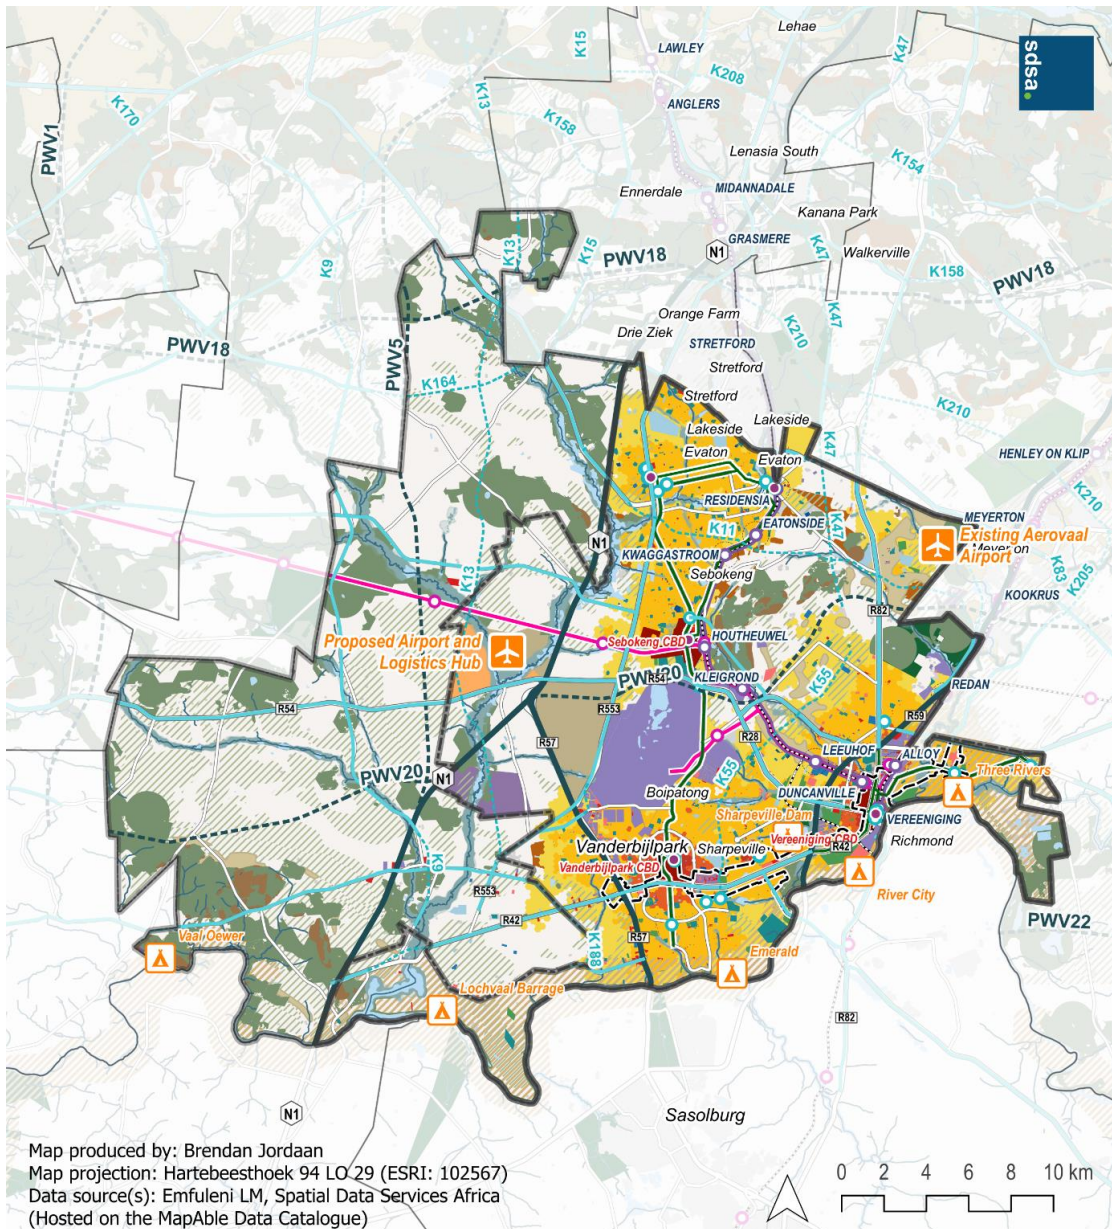 Lehae
K15
K47
LAWLEY
sdsa.
K208
K13
ANGLERS
K170
K158
PWV1
Lenasia South
K154
Ennerdale
MIDANNADALE
Kanana Park
GRASMERE
K13
K15
N1
K47
Walkerville
K9
PWV18
K158
PWV18
Orange Farm
K47
Drie Ziek
K210
PWV18
PWV5
STRETFORD
Stretford
K164
Stretford
K210
Lakeside
Lakeside
K47
Evaton
Evaton
HENLEY ON KLIP
RESIDENSIA
K210
K11
EATONSIDE
K47
MEYERTON
Existing Aerovaal
Airport
Meyerton
N1
KWAGGASTROOM
K13
Sebokeng
K83
K205
KOOKRUS
R82
Proposed Airport and
Logistics Hub
Sebokeng CBD
HOUTHEUWEL
KLEIGROND
PWV20
R54
K55
REDAN
R54
R553
R59
R28
R57
LEEUHOF
ALLOY
PWV20
N1
K55
Three Rivers
Boipatong
DUNCANVILLE
Sharpeville Dam
VEREENIGING
Vereeniging CBD
Richmond
Vanderbijlpark
Sharpeville
R42
Vanderbijlpark CBD
K9
R553
River City
R42
PWV22
Vaal Oewer
K188
R57
Emerald
Lochvaal Barrage
R82
N1
Sasolburg
Map produced by: Brendan Jordaan
Map projection: Hartebeesthoek 94 LO 29 (ESRI: 102567)
Data source(s): Emfuleni LM, Spatial Data Services Africa
(Hosted on the MapAble Data Catalogue)
0 2 4 6 8 10 km